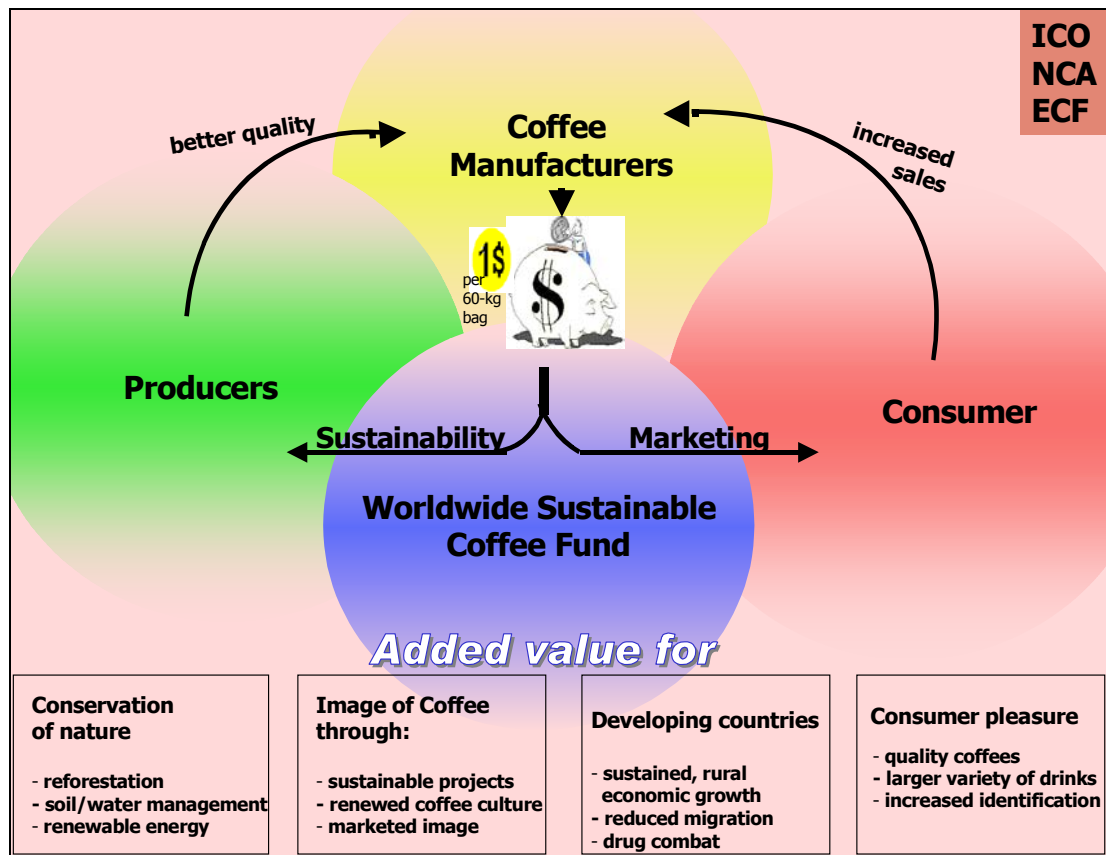 ICO
NCA
ECF
better quality
Coffee
Manufacturers
increased
sales
1$
per
60-kg
bag
$
Producers
Consumer
Sustainability
Marketing
Worldwide Sustainable
Coffee Fund
Added value for
Conservation
of nature
- reforestation
- soil/water management
- renewable energy
Image of Coffee
through:
- sustainable projects
- renewed coffee culture
- marketed image
Developing countries
- sustained, rural
economic growth
- reduced migration
- drug combat
Consumer pleasure
- quality coffees
- larger variety of drinks
- increased identification